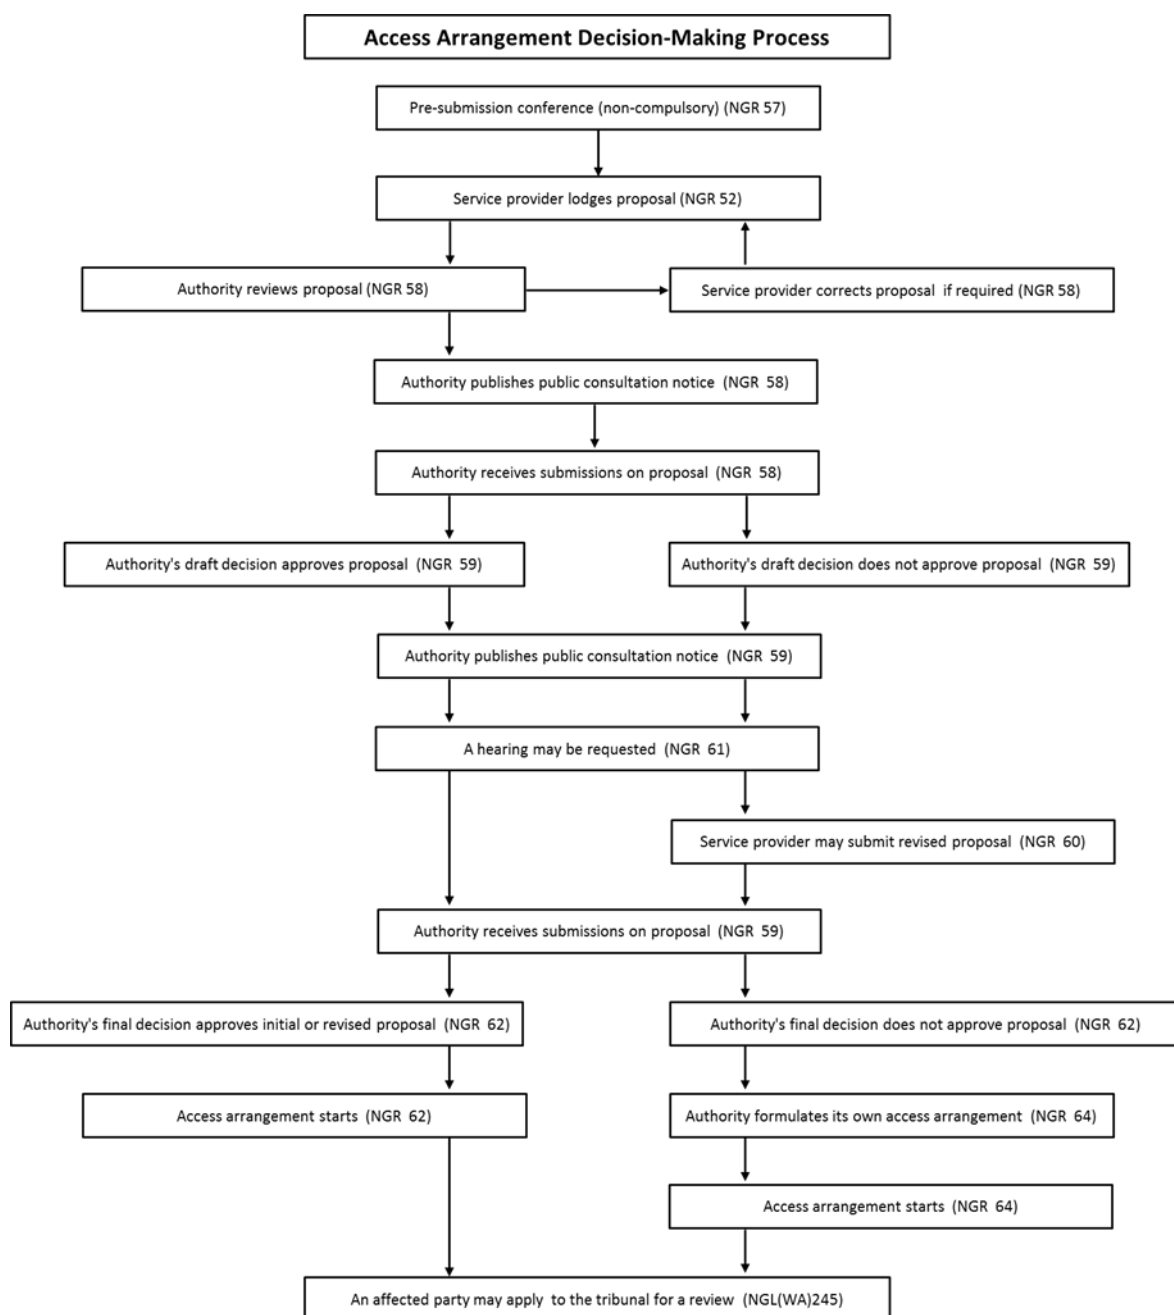 Access Arrangement Decision-Making Process
Pre-submission conference (non-compulsory) (NGR 57)
Service provider lodges proposal (NGR 52)
Authority reviews proposal (NGR 58)
Service provider corrects proposal if required (NGR 58)
Authority publishes public consultation notice (NGR 58)
Authority receives submissions on proposal (NGR 58)
Authority's draft decision approves proposal (NGR 59)
Authority's draft decision does not approve proposal (NGR 59)
Authority publishes public consultation notice (NGR 59)
A hearing may be requested (NGR 61)
Service provider may submit revised proposal (NGR 60)
Authority receives submissions on proposal (NGR 59)
Authority's final decision approves initial or revised proposal (NGR 62)
Authority's final decision does not approve proposal (NGR 62)
Access arrangement starts (NGR 62)
Authority formulates its own access arrangement (NGR 64)
Access arrangement starts (NGR 64)
An affected party may apply to the tribunal for a review (NGL(WA)245)